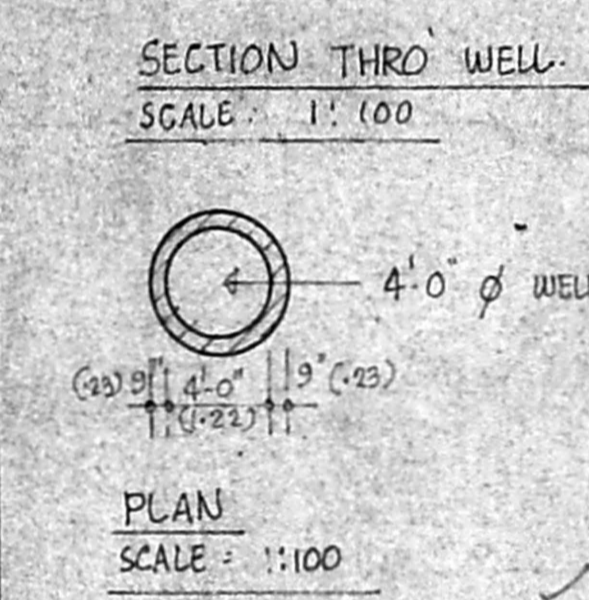 SECTION THRO' WELL.
SCALE: 1:100
4'-0" Ø WELL
(.23) 9" 4'-0" 9" (.23)
(1.22)
PLAN
SCALE = 1:100